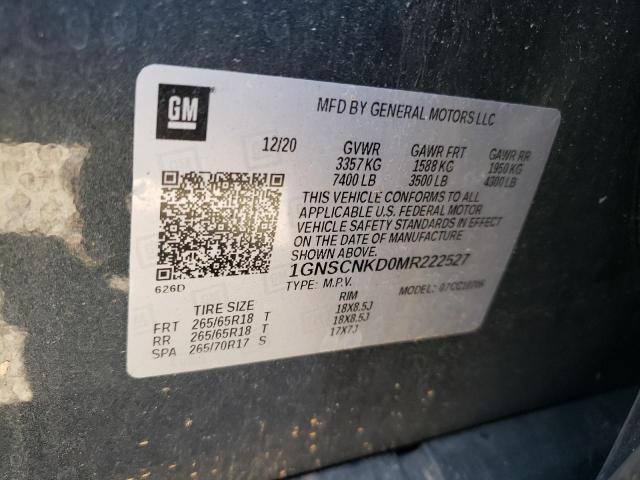 GM
MFD BY GENERAL MOTORS LLC
12/20 GVWR GAWR FRT GAWR RR
3357 KG 1588 KG 1950 KG
7400 LB 3500 LB 4300 LB
THIS VEHICLE CONFORMS TO ALL
APPLICABLE U.S. FEDERAL MOTOR
VEHICLE SAFETY STANDARDS IN
EFFECT ON THE DATE OF MANUFACTURE
SHOWN ABOVE.
1GNSCNKD0MR222527
626D
TYPE: M.P.V. MODEL:
TIRE SIZE RIM
FRT 265/65R18 T 18X8.5J
RR 265/65R18 T 18X8.5J
SPA 265/70R17 S 17X7J